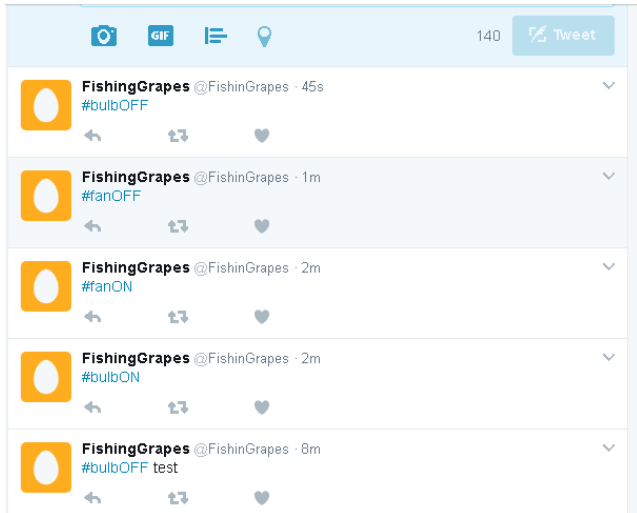 GIF 140 Tweet
FishingGrapes @FishinGrapes · 45s
#bulbOFF
FishingGrapes @FishinGrapes · 1m
#fanOFF
FishingGrapes @FishinGrapes · 2m
#fanON
FishingGrapes @FishinGrapes · 2m
#bulbON
FishingGrapes @FishinGrapes · 8m
#bulbOFF test